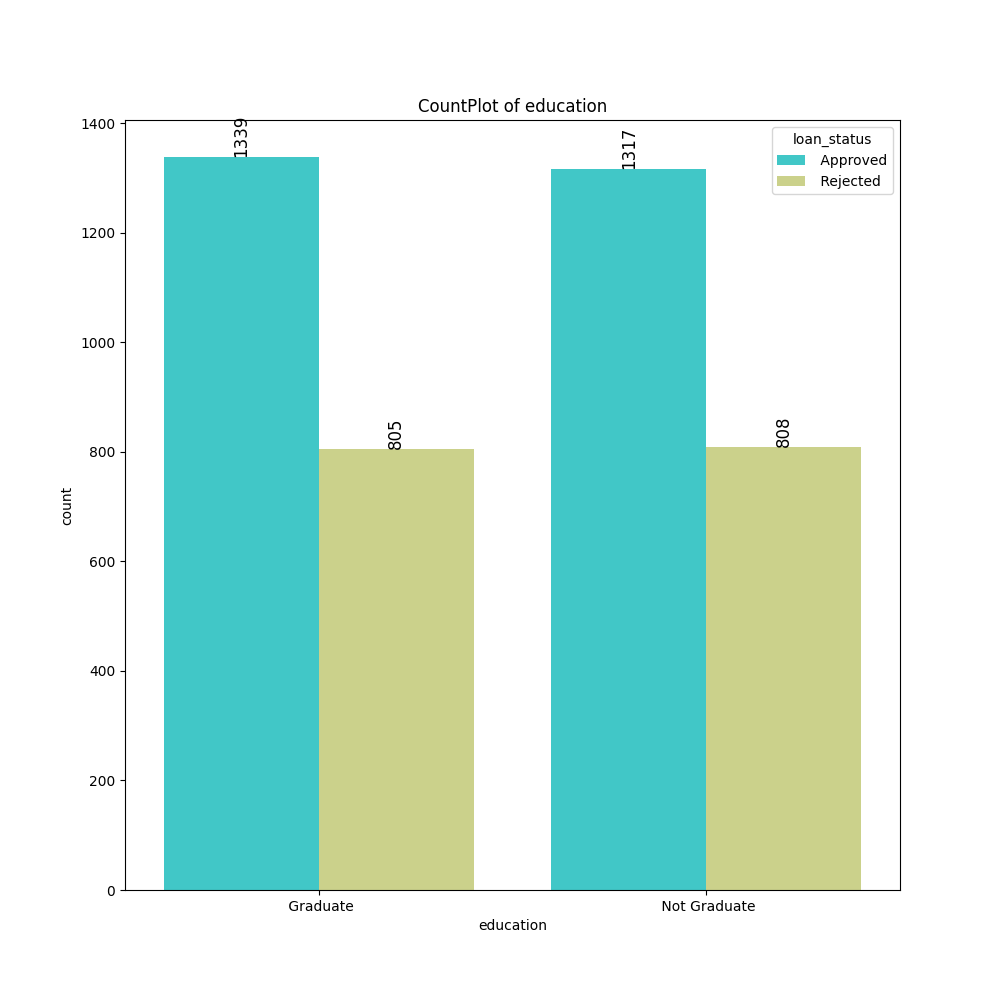 CountPlot of education
1400
1200
1000
800
600
400
200
0
count
1339
805
1317
808
loan_status
Approved
Rejected
Graduate
Not Graduate
education